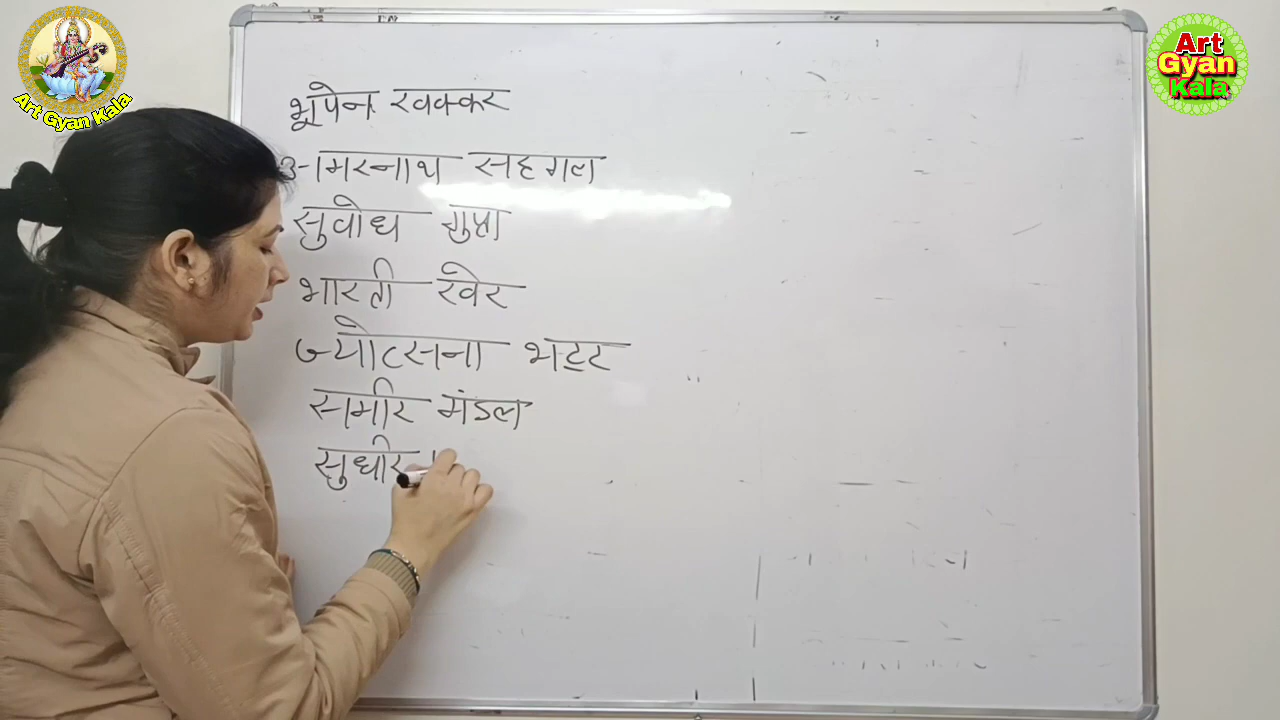 Art Gyan Kala
Art
Gyan
Kala
भूपेन खक्कर
अमरनाथ सहगल
सुवोध गुप्ता
भारती खेर
ज्योत्सना भट्ट
समीर मंडल
सुधीर